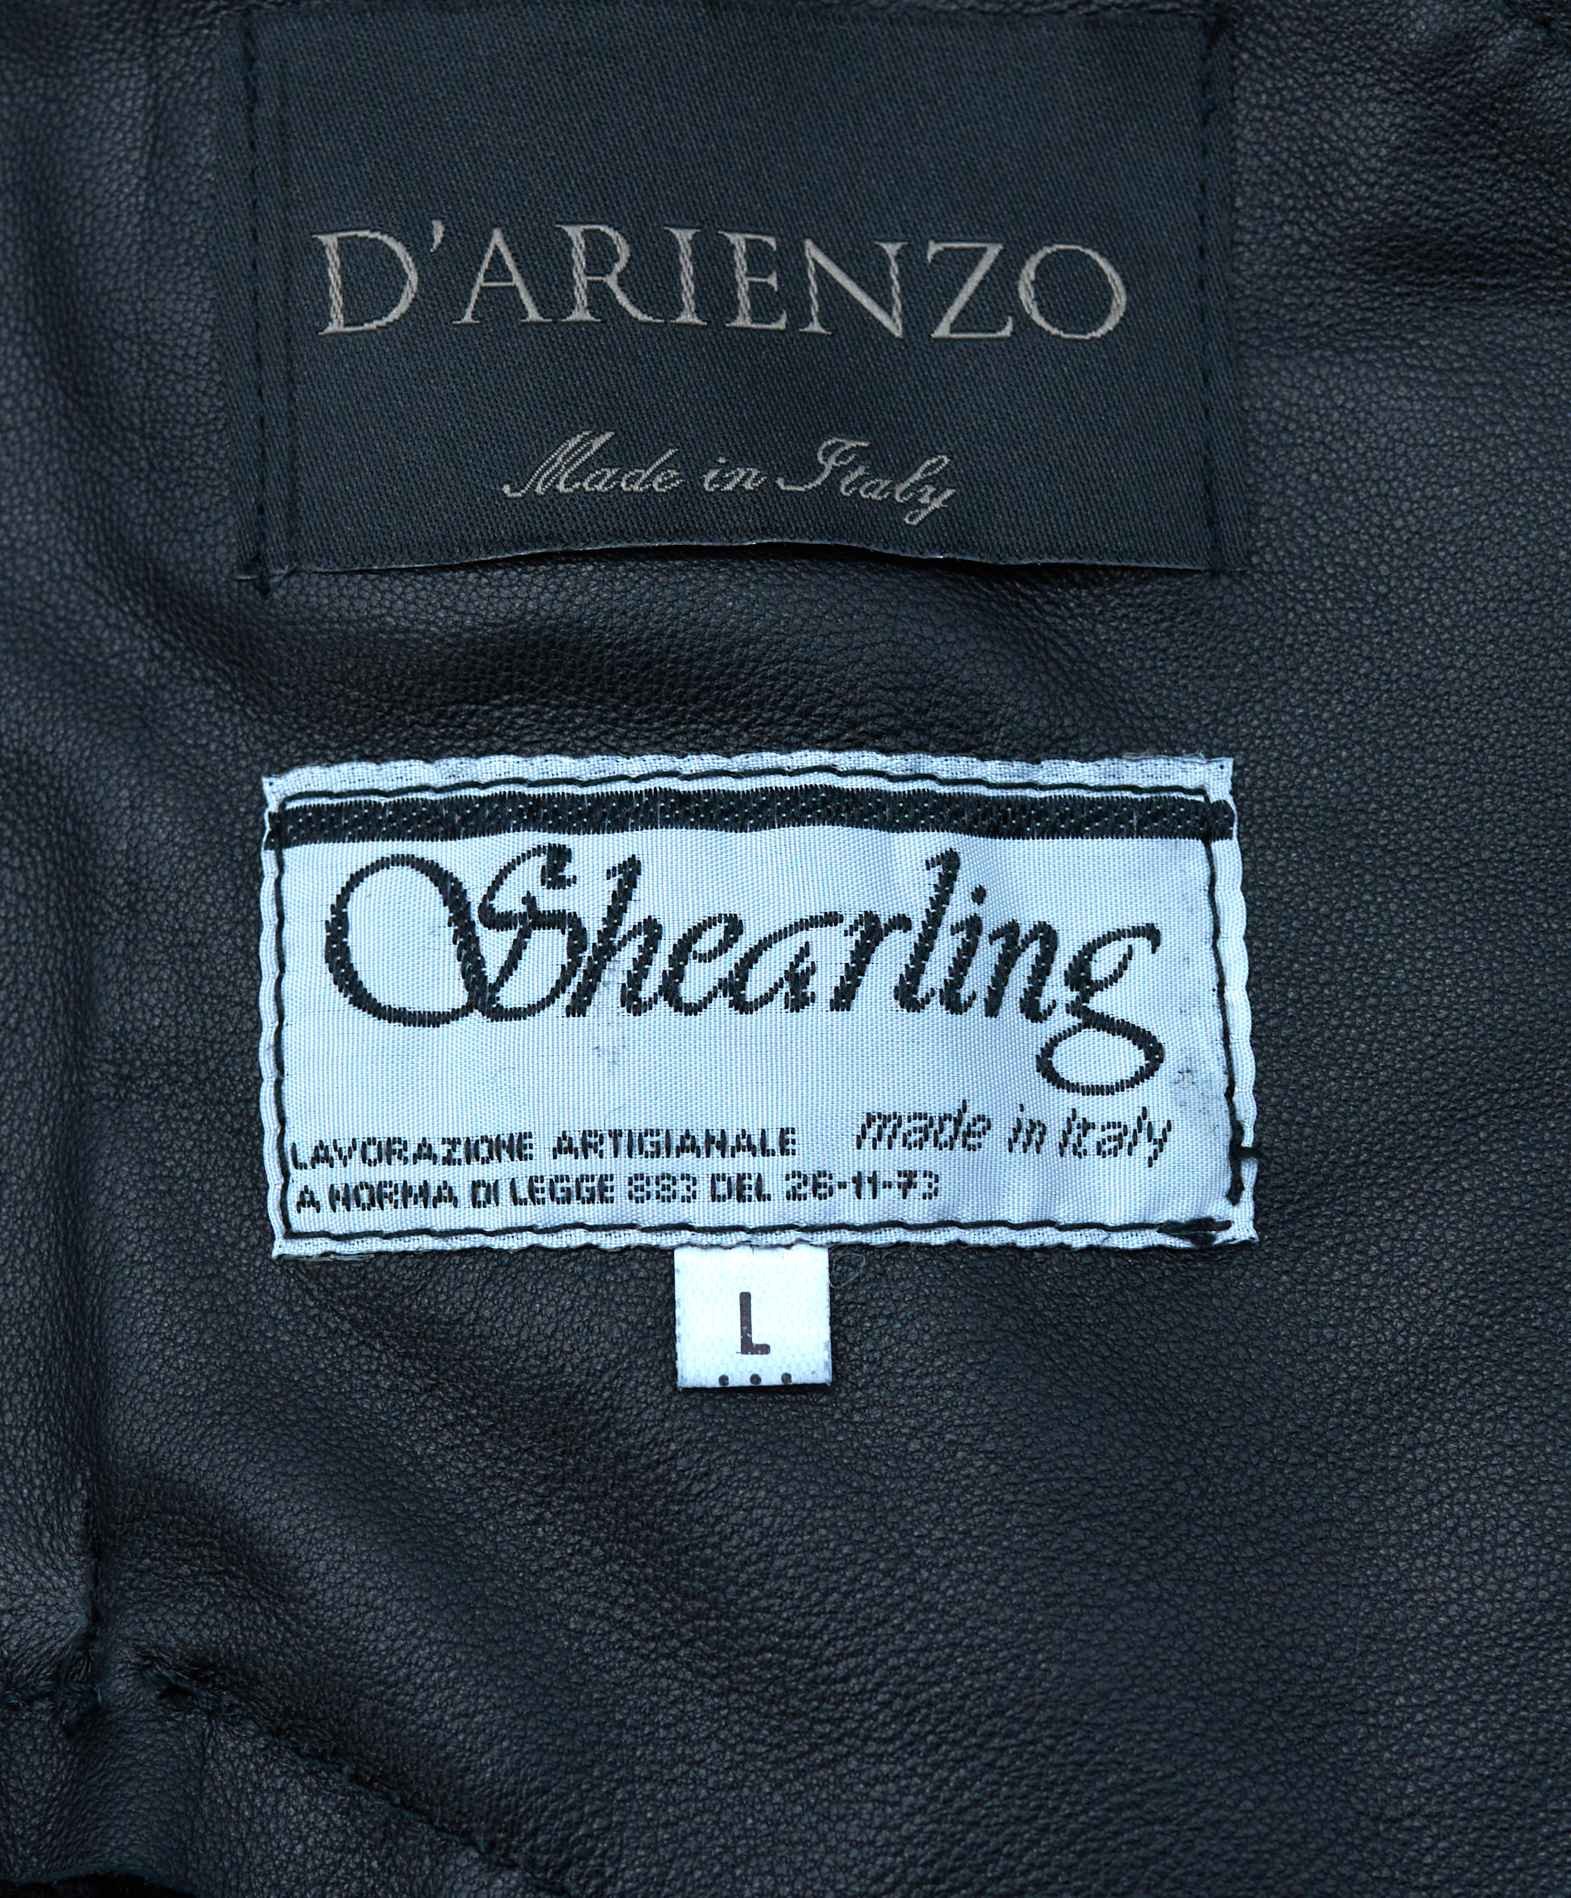 D'ARIENZO
Made in Italy
Shearling
made in Italy
LAVORAZIONE ARTIGIANALE
A NORMA DI LEGGE 883 DEL 26-11-73
L